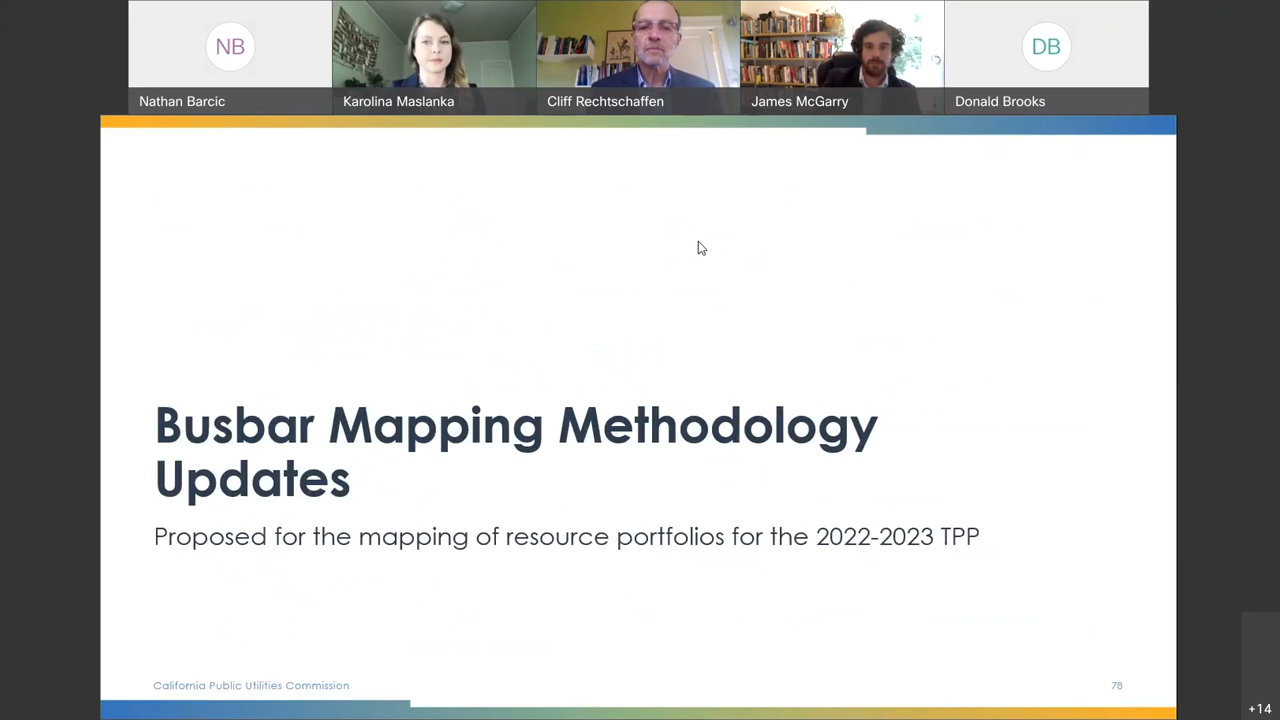 NB
DB
Nathan Barcic
Karolina Maslanka
Cliff Rechtschaffen
James McGarry
Donald Brooks
Busbar Mapping Methodology
Updates
Proposed for the mapping of resource portfolios for the 2022-2023 TPP
California Public Utilities Commission
78
+14